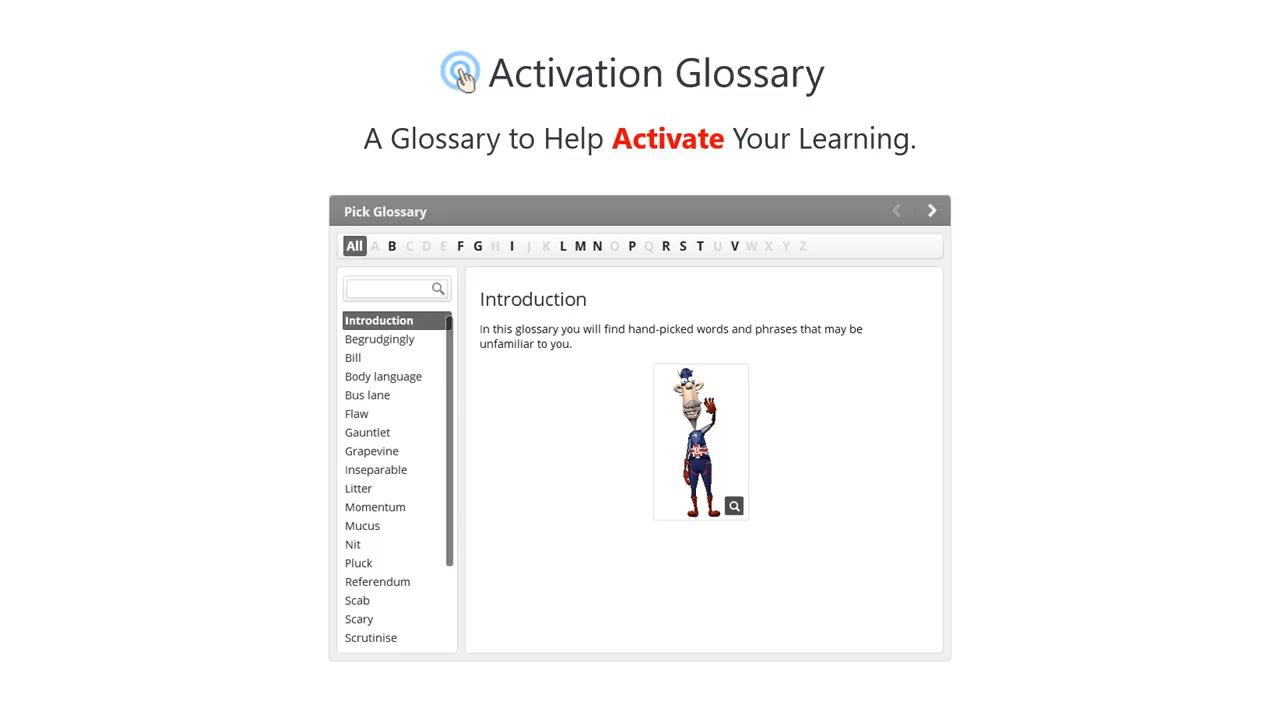 Activation Glossary
A Glossary to Help Activate Your Learning.
Pick Glossary
All A B C D E F G H I J K L M N O P Q R S T U V W X Y Z
Introduction
Begrudgingly
Bill
Body language
Bus lane
Flaw
Gauntlet
Grapevine
Inseparable
Litter
Momentum
Mucus
Nit
Pluck
Referendum
Scab
Scary
Scrutinise
Introduction
In this glossary you will find hand-picked words and phrases that may be
unfamiliar to you.